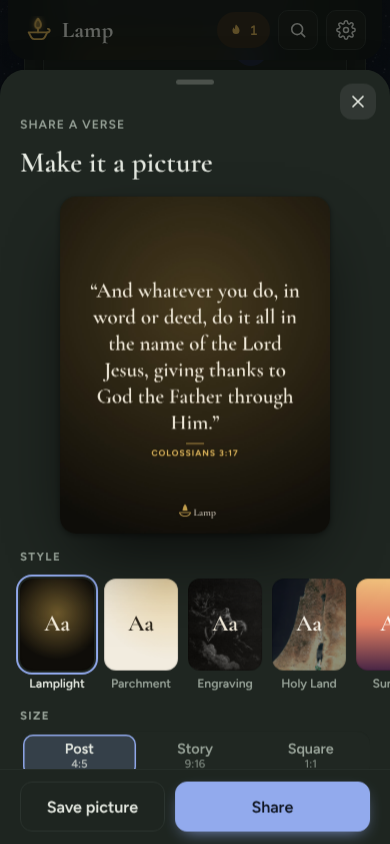 Lamp
1
SHARE A VERSE
Make it a picture
“And whatever you do, in
word or deed, do it all in
the name of the Lord
Jesus, giving thanks to
God the Father through
Him.”
COLOSSIANS 3:17
Lamp
STYLE
Aa
Aa
Aa
Aa
Lamplight
Parchment
Engraving
Holy Land
SIZE
Post
Story
Square
4:5
9:16
1:1
Save picture
Share